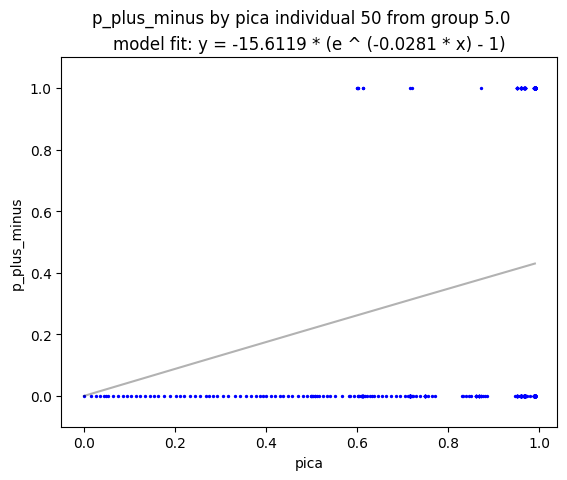 p_plus_minus by pica individual 50 from group 5.0
model fit: y = -15.6119 * (e ^ (-0.0281 * x) - 1)
1.0
0.8
0.6
0.4
0.2
0.0
p_plus_minus
0.0 0.2 0.4 0.6 0.8 1.0
pica